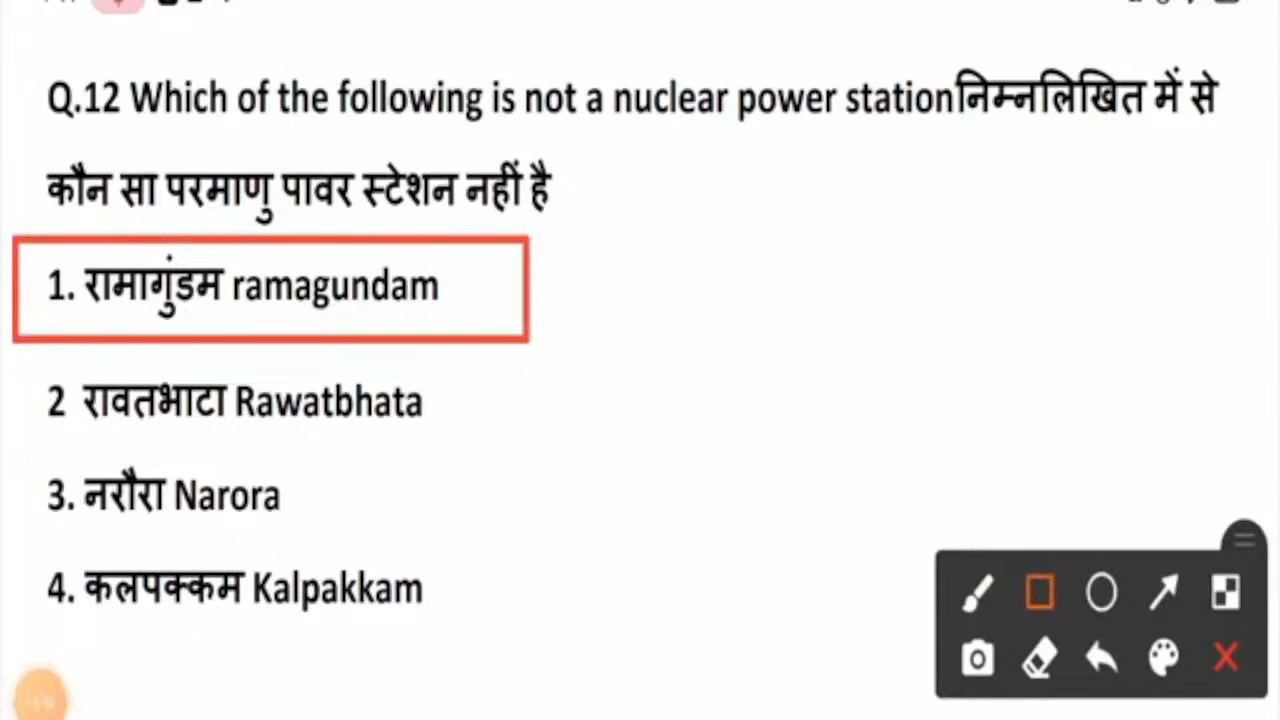 Q.12 Which of the following is not a nuclear power stationनिम्नलिखित में से
कौन सा परमाणु पावर स्टेशन नहीं है
1. रामागुंडम ramagundam
2 रावतभाटा Rawatbhata
3. नरौरा Narora
4. कलपक्कम Kalpakkam